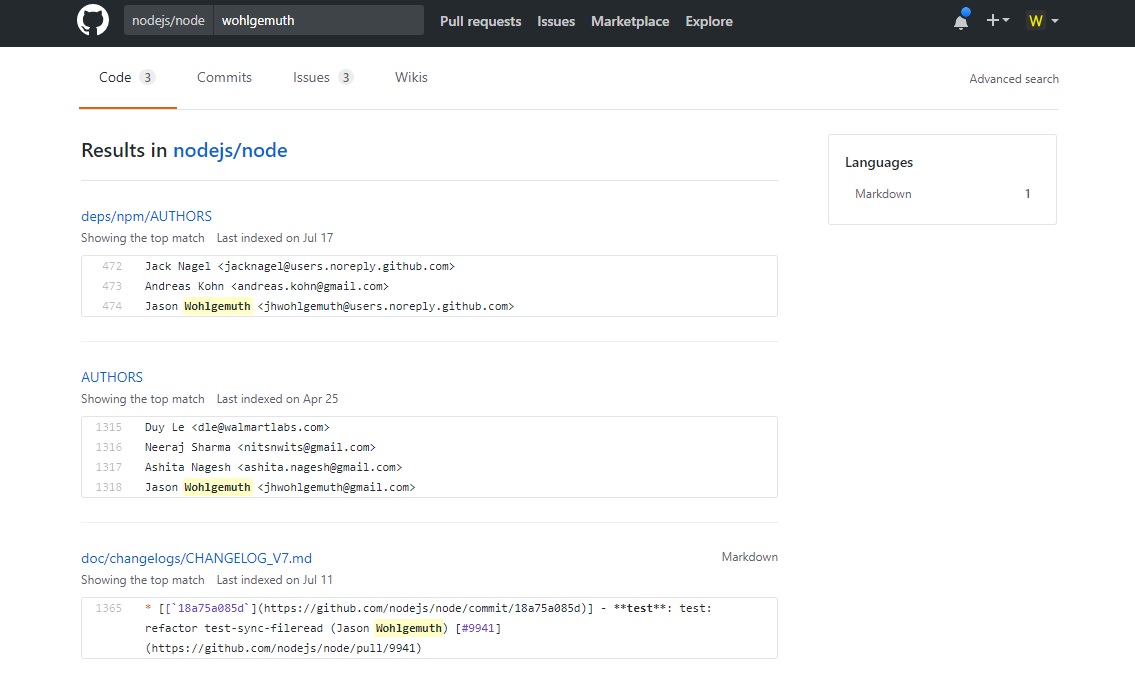 nodejs/node wohlgemuth Pull requests Issues Marketplace Explore W
Code 3 Commits Issues 3 Wikis Advanced search
Results in nodejs/node
Languages
Markdown 1
deps/npm/AUTHORS
Showing the top match Last indexed on Jul 17
472 Jack Nagel <jacknagel@users.noreply.github.com>
473 Andreas Kohn <andreas.kohn@gmail.com>
474 Jason Wohlgemuth <jhwohlgemuth@users.noreply.github.com>
AUTHORS
Showing the top match Last indexed on Apr 25
1315 Duy Le <dle@walmartlabs.com>
1316 Neeraj Sharma <nitsnwits@gmail.com>
1317 Ashita Nagesh <ashita.nagesh@gmail.com>
1318 Jason Wohlgemuth <jhwohlgemuth@gmail.com>
doc/changelogs/CHANGELOG_V7.md Markdown
Showing the top match Last indexed on Jul 11
1365 * [[`18a75a085d`](https://github.com/nodejs/node/commit/18a75a085d)] - **test**: test:
refactor test-sync-fileread (Jason Wohlgemuth) [#9941]
(https://github.com/nodejs/node/pull/9941)